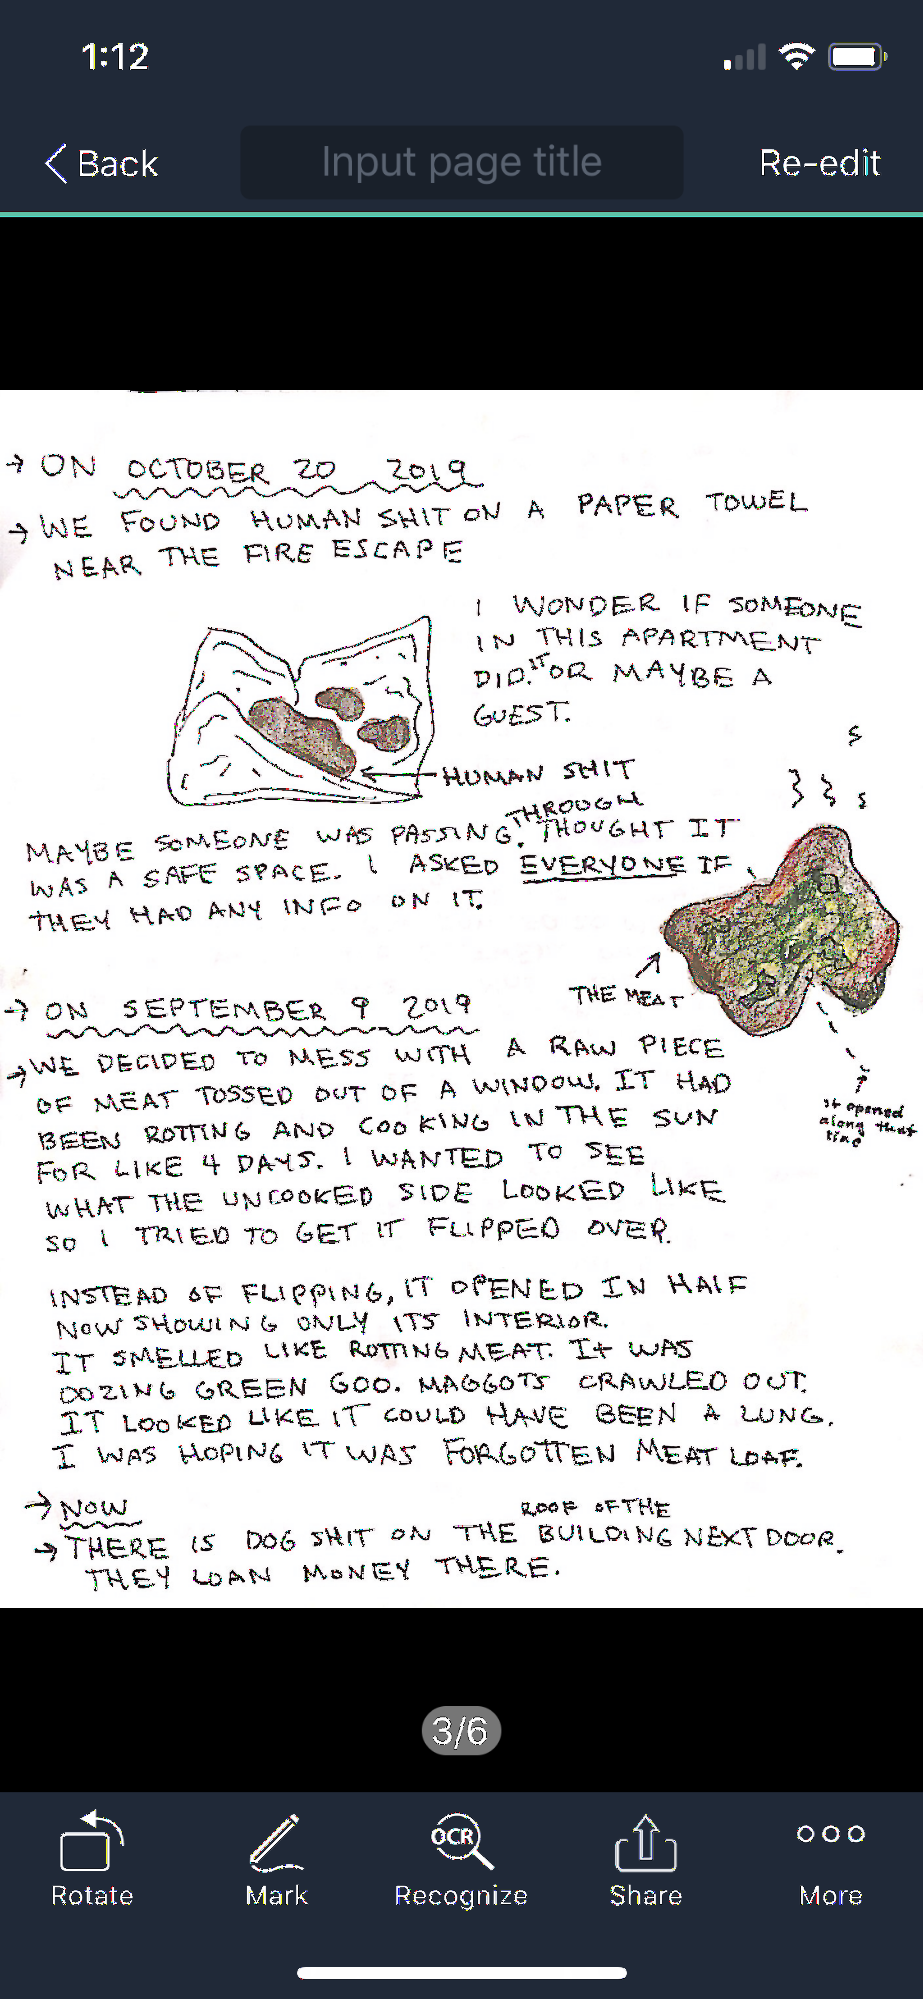 1:12
Back
Input page title
Re-edit
→ ON OCTOBER 20 2019
→ WE FOUND HUMAN SHIT ON A PAPER TOWEL
NEAR THE FIRE ESCAPE
I WONDER IF SOMEONE
IN THIS APARTMENT
DID IT. OR MAYBE A
GUEST.
HUMAN SHIT
MAYBE SOMEONE WAS PASSING THROUGH, THOUGHT IT
WAS A SAFE SPACE. I ASKED EVERYONE IF
THEY HAD ANY INFO ON IT.
THE MEAT
It opened
along that
line
→ ON SEPTEMBER 9 2019
→ WE DECIDED TO MESS WITH A RAW PIECE
OF MEAT TOSSED OUT OF A WINDOW. IT HAD
BEEN ROTTING AND COOKING IN THE SUN
FOR LIKE 4 DAYS. I WANTED TO SEE
WHAT THE UNCOOKED SIDE LOOKED LIKE
SO I TRIED TO GET IT FLIPPED OVER.
INSTEAD OF FLIPPING, IT OPENED IN HALF
NOW SHOWING ONLY ITS INTERIOR.
IT SMELLED LIKE ROTTING MEAT. It WAS
OOZING GREEN GOO. MAGGOTS CRAWLED OUT.
IT LOOKED LIKE IT COULD HAVE BEEN A LUNG.
I WAS HOPING IT WAS FORGOTTEN MEAT LOAF.
→ NOW
→ THERE IS DOG SHIT ON THE ROOF OF THE BUILDING NEXT DOOR.
THEY LOAN MONEY THERE.
3/6
OCR
Rotate
Mark
Recognize
Share
More